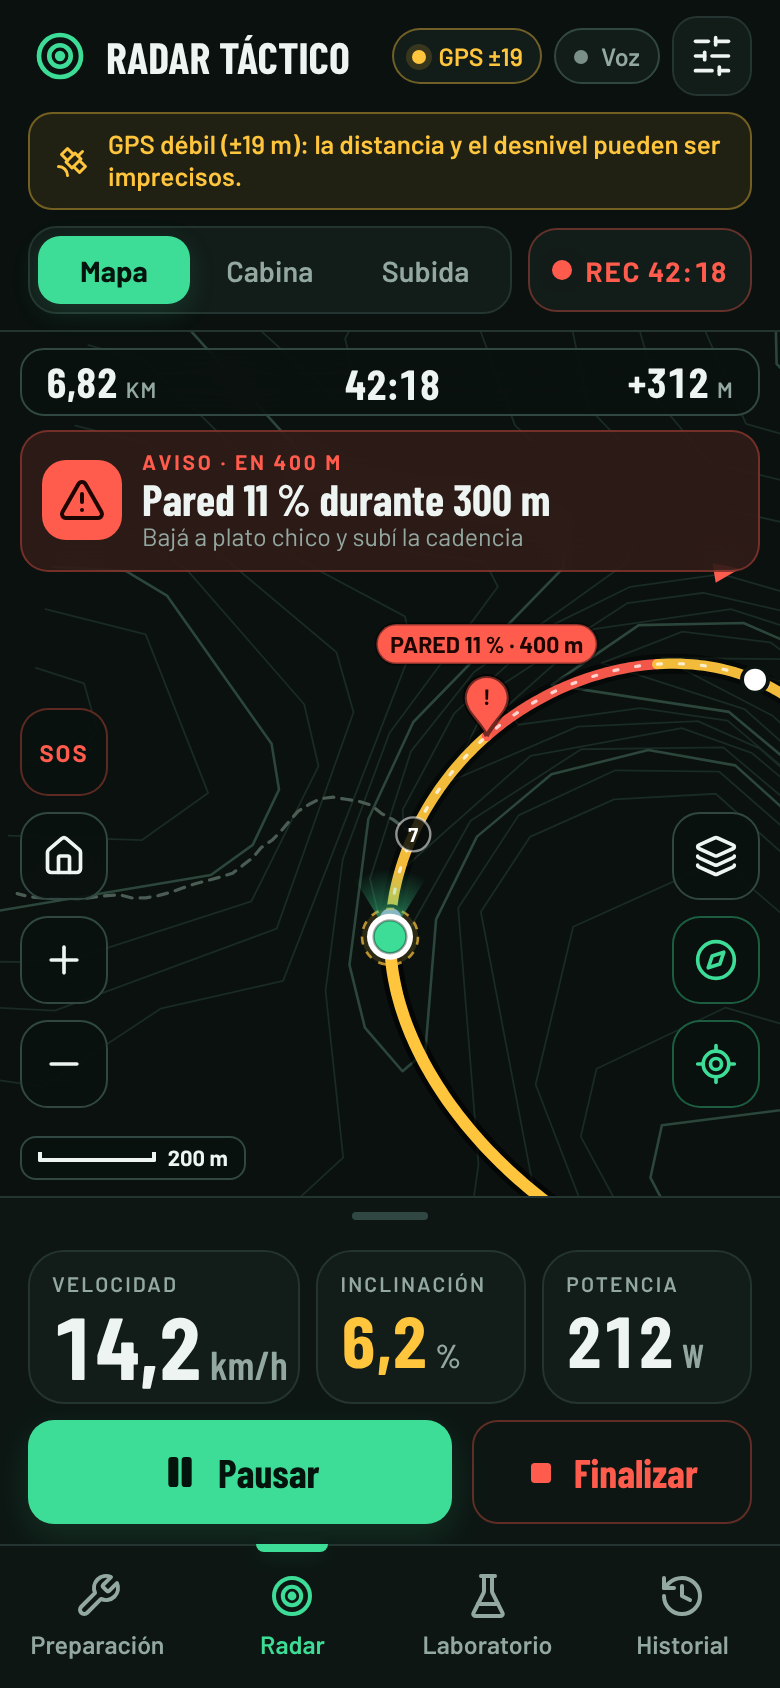 RADAR TÁCTICO
GPS ±19
Voz
GPS débil (±19 m): la distancia y el desnivel pueden ser
imprecisos.
Mapa
Cabina
Subida
REC 42:18
6,82 KM
42:18
+312 M
AVISO · EN 400 M
Pared 11 % durante 300 m
Bajá a plato chico y subí la cadencia
PARED 11 % · 400 m
!
SOS
7
200 m
VELOCIDAD
14,2 km/h
INCLINACIÓN
6,2 %
POTENCIA
212 W
Pausar
Finalizar
Preparación
Radar
Laboratorio
Historial